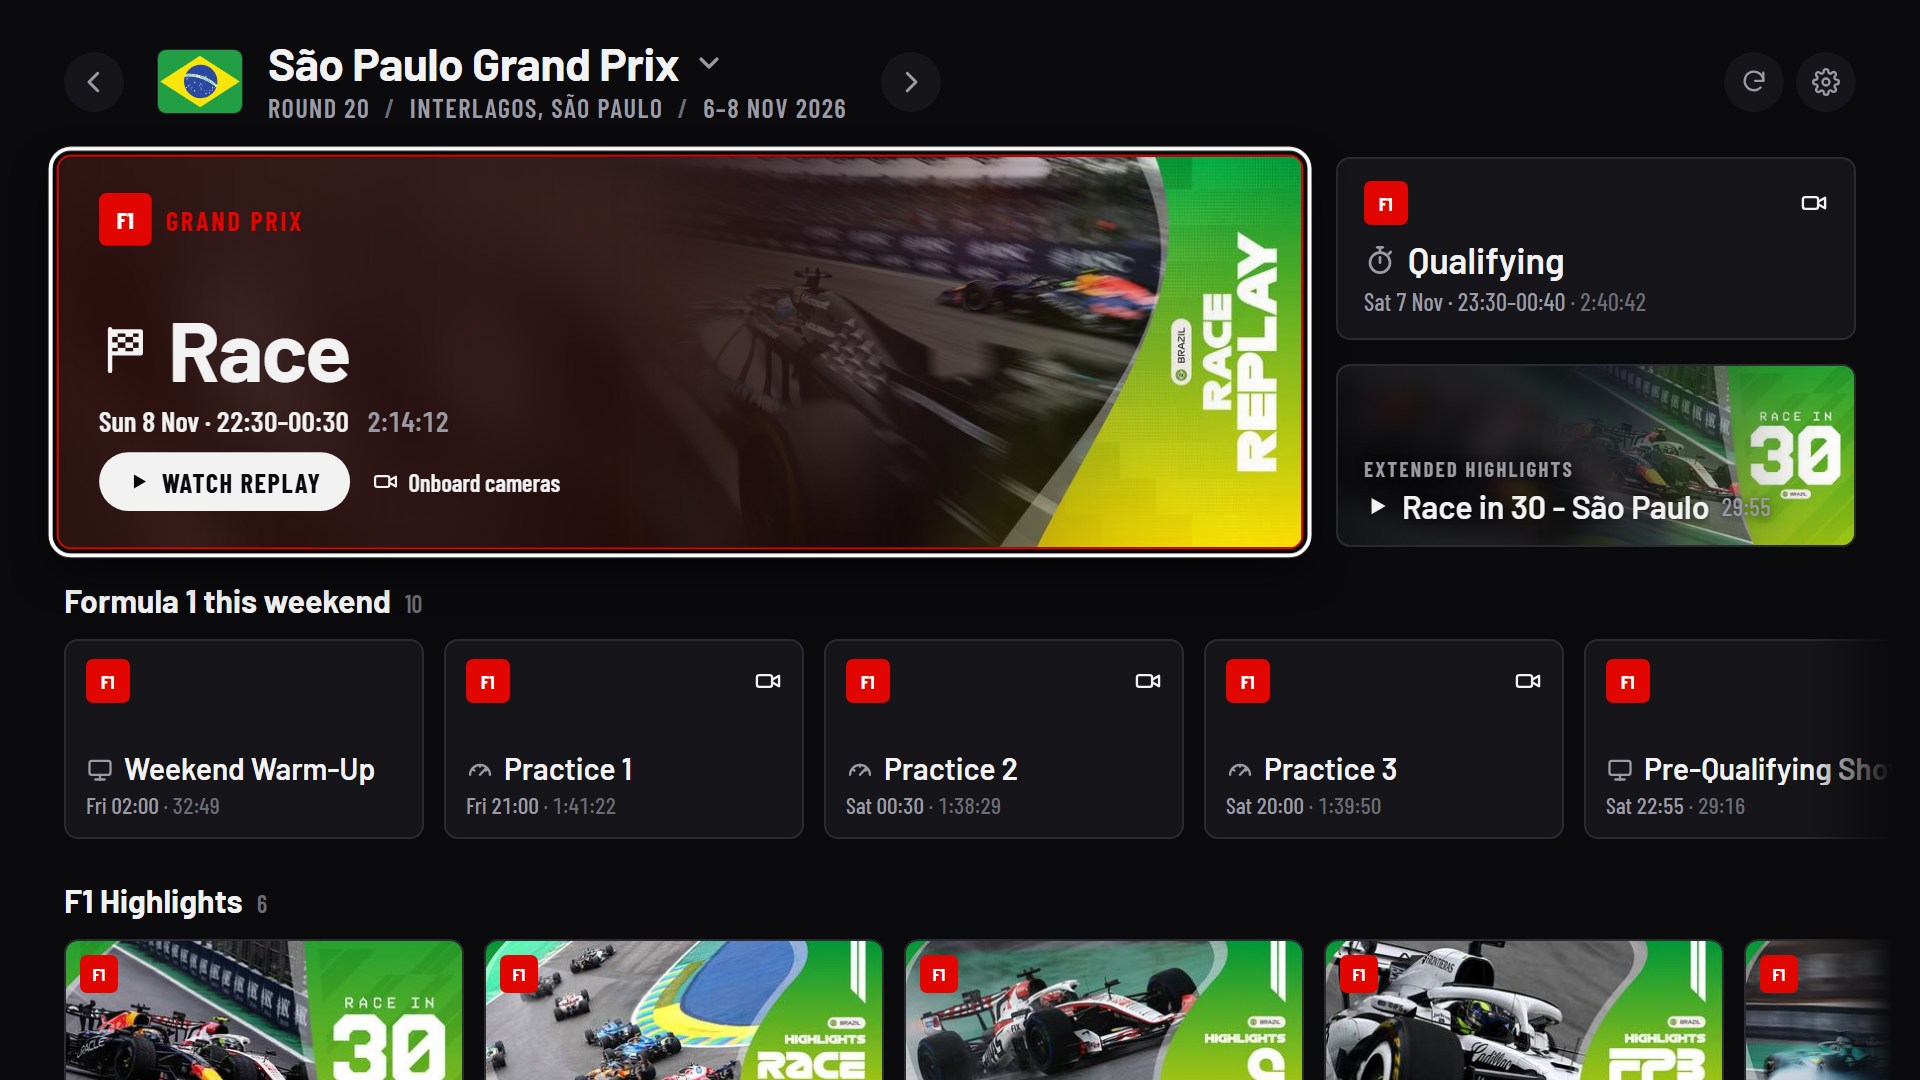 São Paulo Grand Prix
ROUND 20 / INTERLAGOS, SÃO PAULO / 6–8 NOV 2026
F1 GRAND PRIX
Race
Sun 8 Nov · 22:30–00:30 2:14:12
WATCH REPLAY
Onboard cameras
BRAZIL
RACE
REPLAY
F1
Qualifying
Sat 7 Nov · 23:30–00:40 · 2:40:42
RACE IN
30
BRAZIL
EXTENDED HIGHLIGHTS
Race in 30 - São Paulo 29:55
Formula 1 this weekend 10
F1
Weekend Warm-Up
Fri 02:00 · 32:49
F1
Practice 1
Fri 21:00 · 1:41:22
F1
Practice 2
Sat 00:30 · 1:38:29
F1
Practice 3
Sat 20:00 · 1:39:50
F1
Pre-Qualifying Sho
Sat 22:55 · 29:16
F1 Highlights 6
F1
RACE IN
30
F1
BRAZIL
HIGHLIGHTS
RACE
F1
BRAZIL
HIGHLIGHTS
Q
F1
BRAZIL
HIGHLIGHTS
FP3
F1